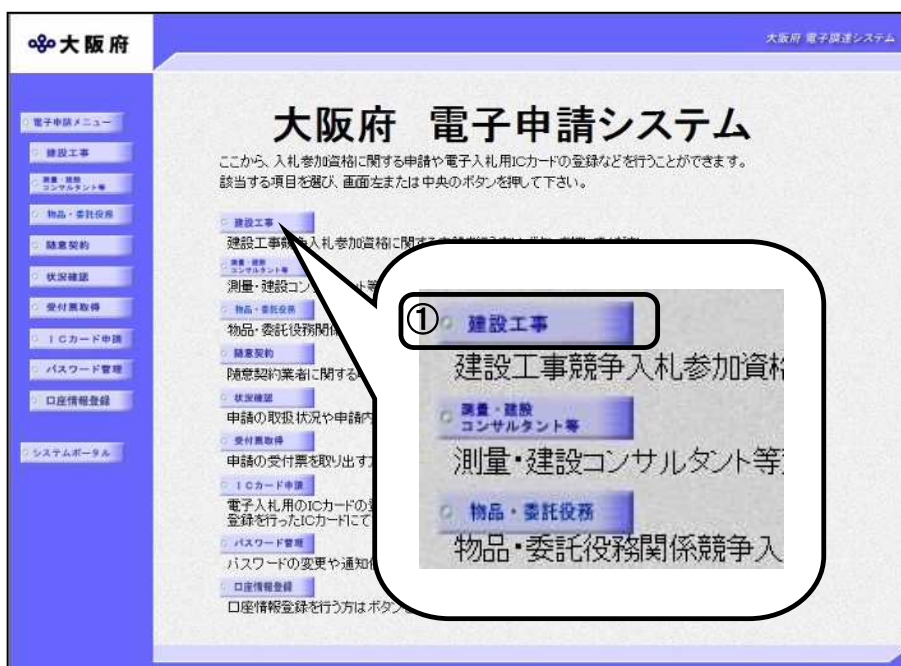 大阪府
大阪府 電子調達システム
電子申請メニュー
建設工事
測量・建設
コンサルタント等
物品・委託役務
随意契約
状況確認
受付票取得
ICカード申請
パスワード管理
口座情報登録
システムポータル
大阪府 電子申請システム
ここから、入札参加資格に関する申請や電子入札用ICカードの登録などを行うことができます。
該当する項目を選び、画面左または中央のボタンを押して下さい。
建設工事
建設工事競争入札参加資格に関する
測量・建設
コンサルタント等
測量・建設コン
物品・委託役務
物品・委託役務関係
随意契約
随意契約業者に関する
状況確認
申請の取扱状況や申請内
受付票取得
申請の受付票を取り出す
ICカード申請
電子入札用のICカードの
登録を行ったICカードにて
パスワード管理
パスワードの変更や通知
口座情報登録
口座情報登録を行う方はボタン
① 建設工事
建設工事競争入札参加資格
測量・建設
コンサルタント等
測量・建設コンサルタント等
物品・委託役務
物品・委託役務関係競争入